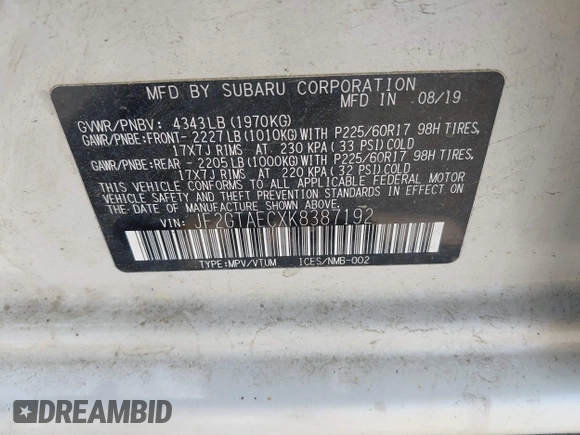 MFD BY SUBARU CORPORATION
MFD IN 08/19
GVWR/PNBV: 4343LB (1970KG)
GAWR/PNBE:FRONT- 2227LB (1010KG) WITH P225/60R17 98H TIRES,
17X7J RIMS AT 230 KPA ( 33 PSI) COLD
GAWR/PNBE:REAR - 2205LB (1000KG) WITH P225/60R17 98H TIRES,
17X7J RIMS AT 220 KPA ( 32 PSI) COLD
THIS VEHICLE CONFORMS TO ALL APPLICABLE FEDERAL MOTOR
VEHICLE SAFETY AND THEFT PREVENTION STANDARDS IN EFFECT
ON THE DATE OF MANUFACTURE SHOWN ABOVE.
VIN: JF2GTAECXK8387192
TYPE:MPV/VTUM ICES/NMB-002
DREAMBID